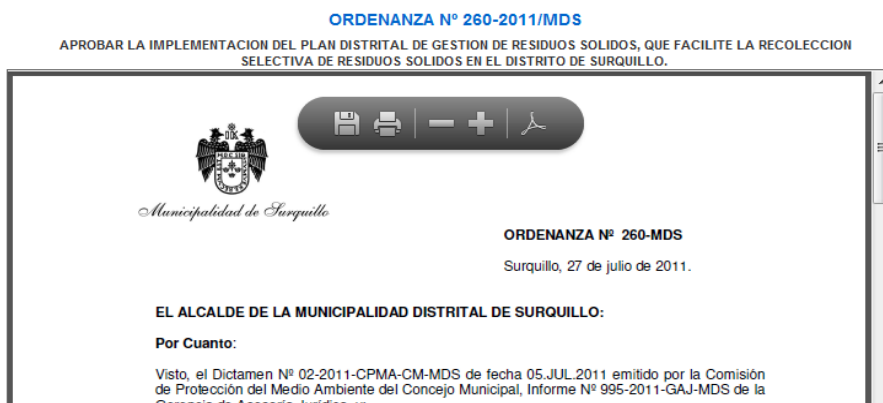 ORDENANZA Nº 260-2011/MDS
APROBAR LA IMPLEMENTACION DEL PLAN DISTRITAL DE GESTION DE RESIDUOS SOLIDOS, QUE FACILITE LA RECOLECCION
SELECTIVA DE RESIDUOS SOLIDOS EN EL DISTRITO DE SURQUILLO.
Municipalidad de Surquillo
ORDENANZA Nº 260-MDS
Surquillo, 27 de julio de 2011.
EL ALCALDE DE LA MUNICIPALIDAD DISTRITAL DE SURQUILLO:
Por Cuanto:
Visto, el Dictamen Nº 02-2011-CPMA-CM-MDS de fecha 05.JUL.2011 emitido por la Comisión
de Protección del Medio Ambiente del Concejo Municipal, Informe Nº 995-2011-GAJ-MDS de la
Gerencia de Asesoría Jurídica